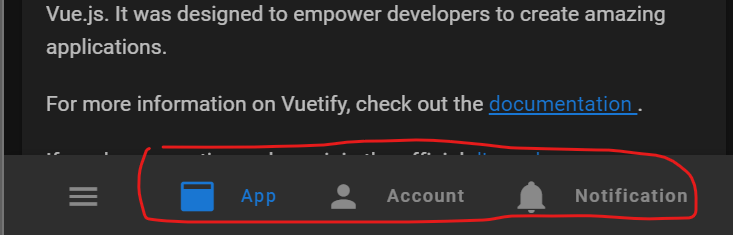 Vue.js. It was designed to empower developers to create amazing
applications.
For more information on Vuetify, check out the documentation .
App Account Notification